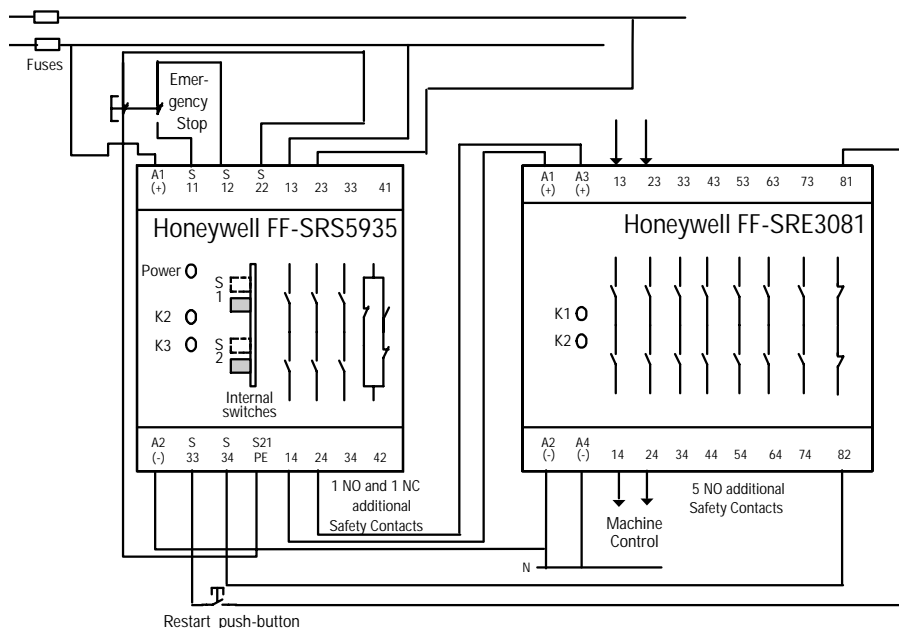 Fuses
Emer-
gency
Stop
A1 S S S
(+) 11 12 22 13 23 33 41
A1 A3
(+) (+) 13 23 33 43 53 63 73 81
Honeywell FF-SRS5935
Honeywell FF-SRE3081
Power
S
1
K2
K3
S
2
K1
K2
Internal
switches
A2 S S S21
(-) 33 34 PE 14 24 34 42
A2 A4
(-) (-) 14 24 34 44 54 64 74 82
1 NO and 1 NC
additional
Safety Contacts
5 NO additional
Safety Contacts
Machine
Control
N
Restart push-button